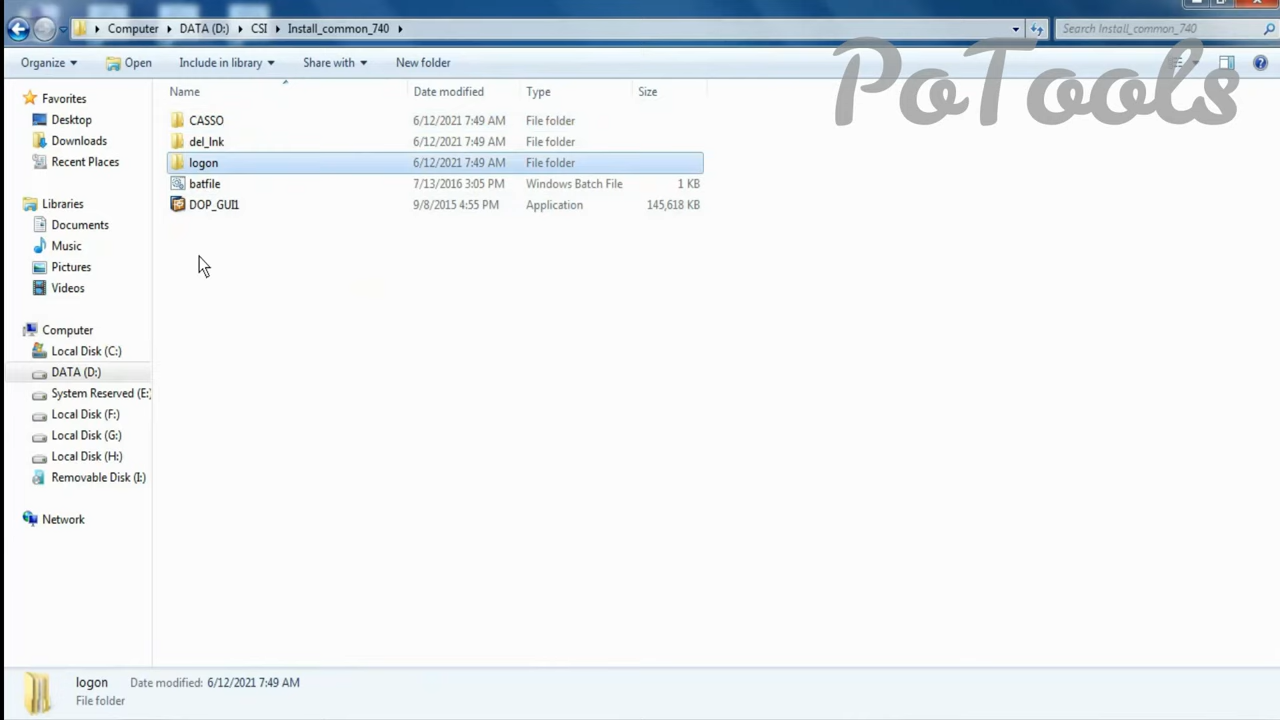 Computer DATA (D:) CSI Install_common_740 Search Install_common_740
Organize Open Include in library Share with New folder
PoTools
Name Date modified Type Size
Favorites
Desktop
Downloads
Recent Places
Libraries
Documents
Music
Pictures
Videos
Computer
Local Disk (C:)
DATA (D:)
System Reserved (E:)
Local Disk (F:)
Local Disk (G:)
Local Disk (H:)
Removable Disk (I:)
Network
CASSO 6/12/2021 7:49 AM File folder
del_lnk 6/12/2021 7:49 AM File folder
logon 6/12/2021 7:49 AM File folder
batfile 7/13/2016 3:05 PM Windows Batch File 1 KB
DOP_GUI1 9/8/2015 4:55 PM Application 145,618 KB
logon Date modified: 6/12/2021 7:49 AM
File folder